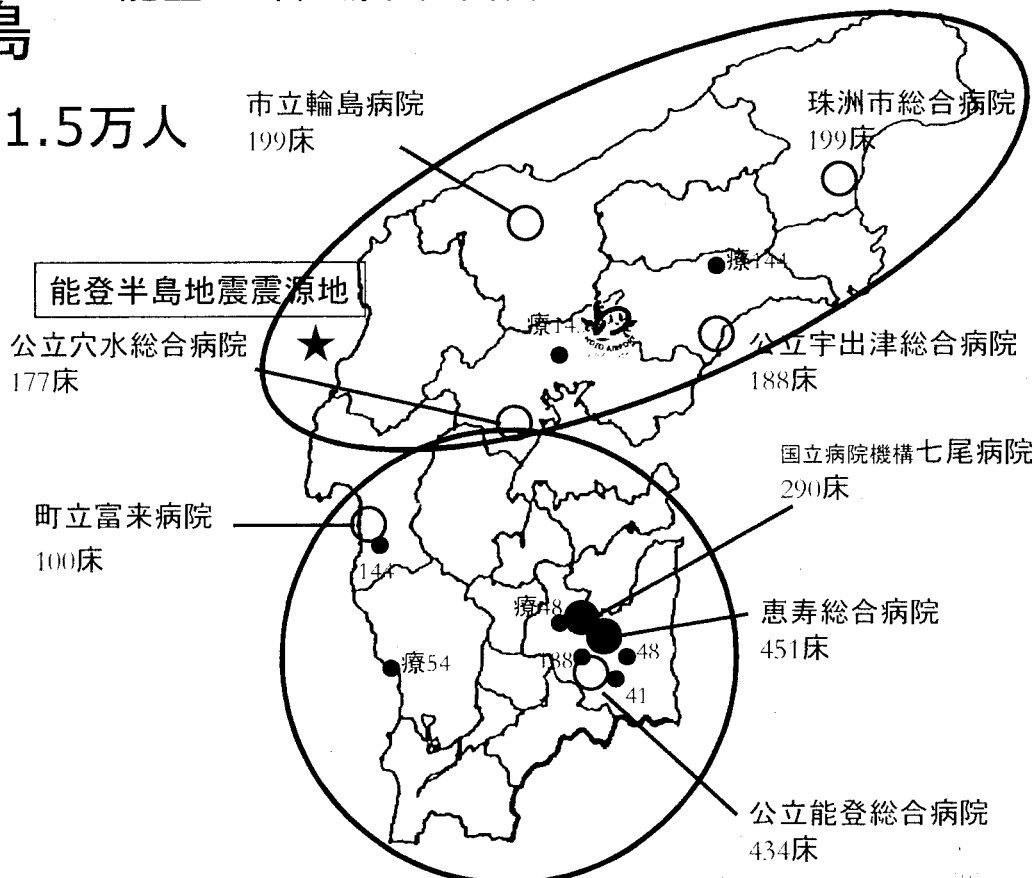 島
1.5万人
市立輪島病院
199床
珠洲市総合病院
199床
能登半島地震震源地
療144
公立穴水総合病院
177床
公立宇出津総合病院
188床
国立病院機構七尾病院
290床
町立富来病院
100床
144
療48
恵寿総合病院
451床
療54
188
48
41
公立能登総合病院
434床